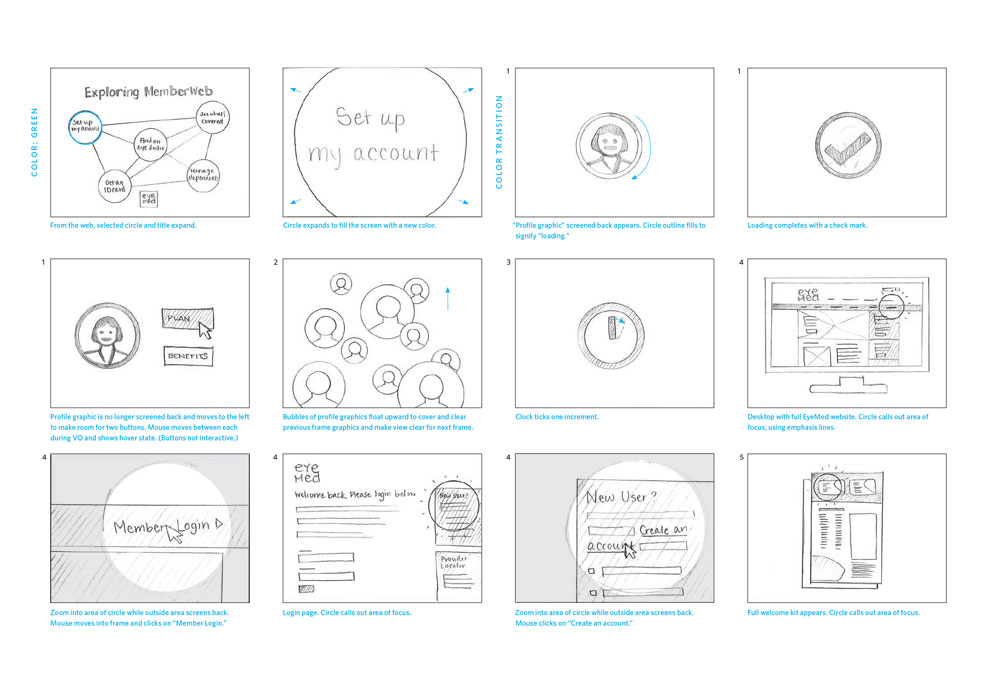 COLOR: GREEN
Exploring MemberWeb
Set up
my account
See what's
covered
Find an
eye doctor
Get an
ID card
Manage
dependents
eye
med
From the web, selected circle and title expand.
Set up
my account
Circle expands to fill the screen with a new color.
COLOR TRANSITION
1
"Profile graphic" screened back appears. Circle outline fills to
signify "loading."
1
Loading completes with a check mark.
1
PLAN
BENEFITS
Profile graphic is no longer screened back and moves to the left
to make room for two buttons. Mouse moves between each
during VO and shows hover state. (Buttons not interactive.)
2
Bubbles of profile graphics float upward to cover and clear
previous frame graphics and make view clear for next frame.
3
Clock ticks one increment.
4
eye
med
Desktop with full EyeMed website. Circle calls out area of
focus, using emphasis lines.
4
Member Login
Zoom into area of circle while outside area screens back.
Mouse moves into frame and clicks on "Member Login."
4
eye
med
Welcome back, Please login below
New User?
Provider
Locator
Login page. Circle calls out area of focus.
4
New User?
Create an
account
Zoom into area of circle while outside area screens back.
Mouse clicks on "Create an account."
5
Full welcome kit appears. Circle calls out area of focus.